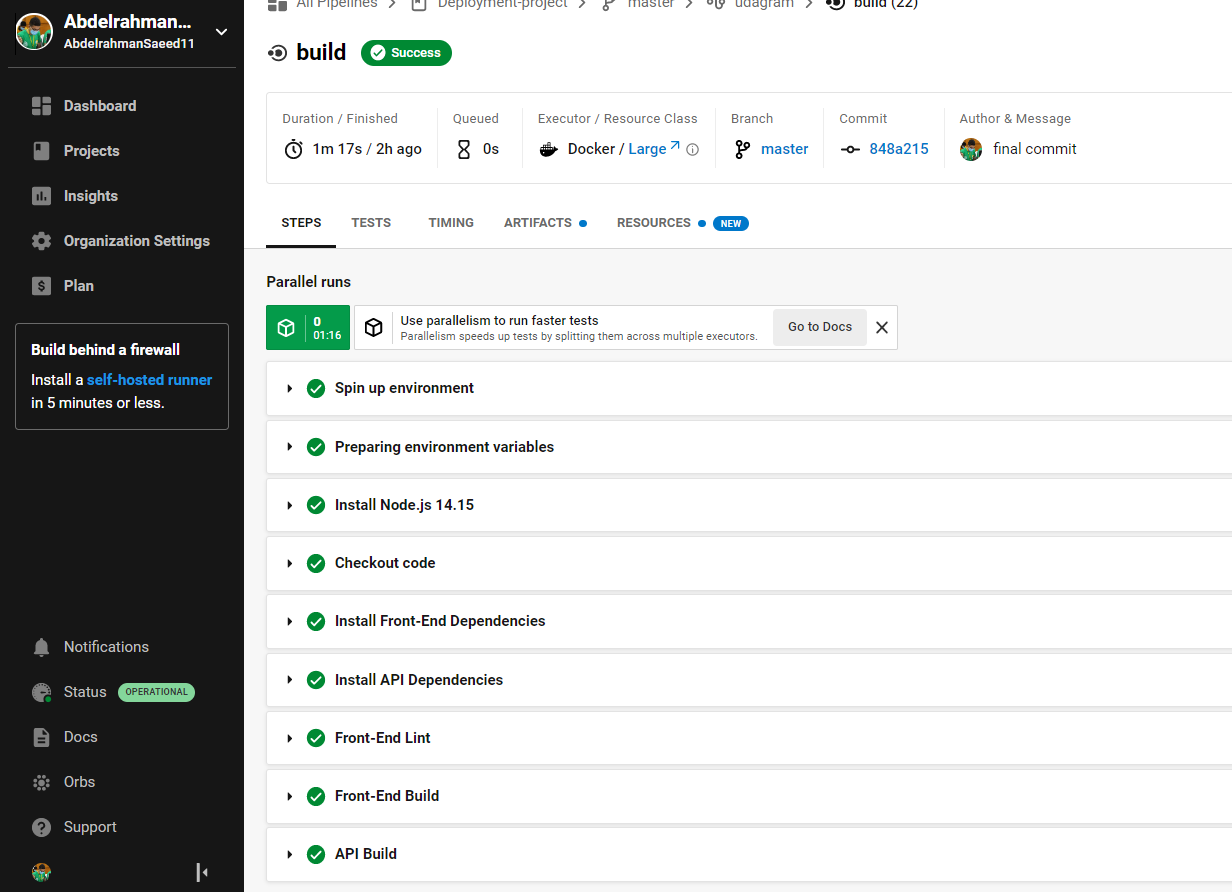 Abdelrahman...
AbdelrahmanSaeed11
Dashboard
Projects
Insights
Organization Settings
$ Plan
Build behind a firewall
Install a self-hosted runner
in 5 minutes or less.
Notifications
Status OPERATIONAL
Docs
Orbs
? Support
All Pipelines > Deployment-project > master > udagram > build (22)
build Success
Duration / Finished
1m 17s / 2h ago
Queued
0s
Executor / Resource Class
Docker / Large
Branch
master
Commit
848a215
Author & Message
final commit
STEPS TESTS TIMING ARTIFACTS RESOURCES NEW
Parallel runs
0
01:16
Use parallelism to run faster tests
Parallelism speeds up tests by splitting them across multiple executors.
Go to Docs
Spin up environment
Preparing environment variables
Install Node.js 14.15
Checkout code
Install Front-End Dependencies
Install API Dependencies
Front-End Lint
Front-End Build
API Build